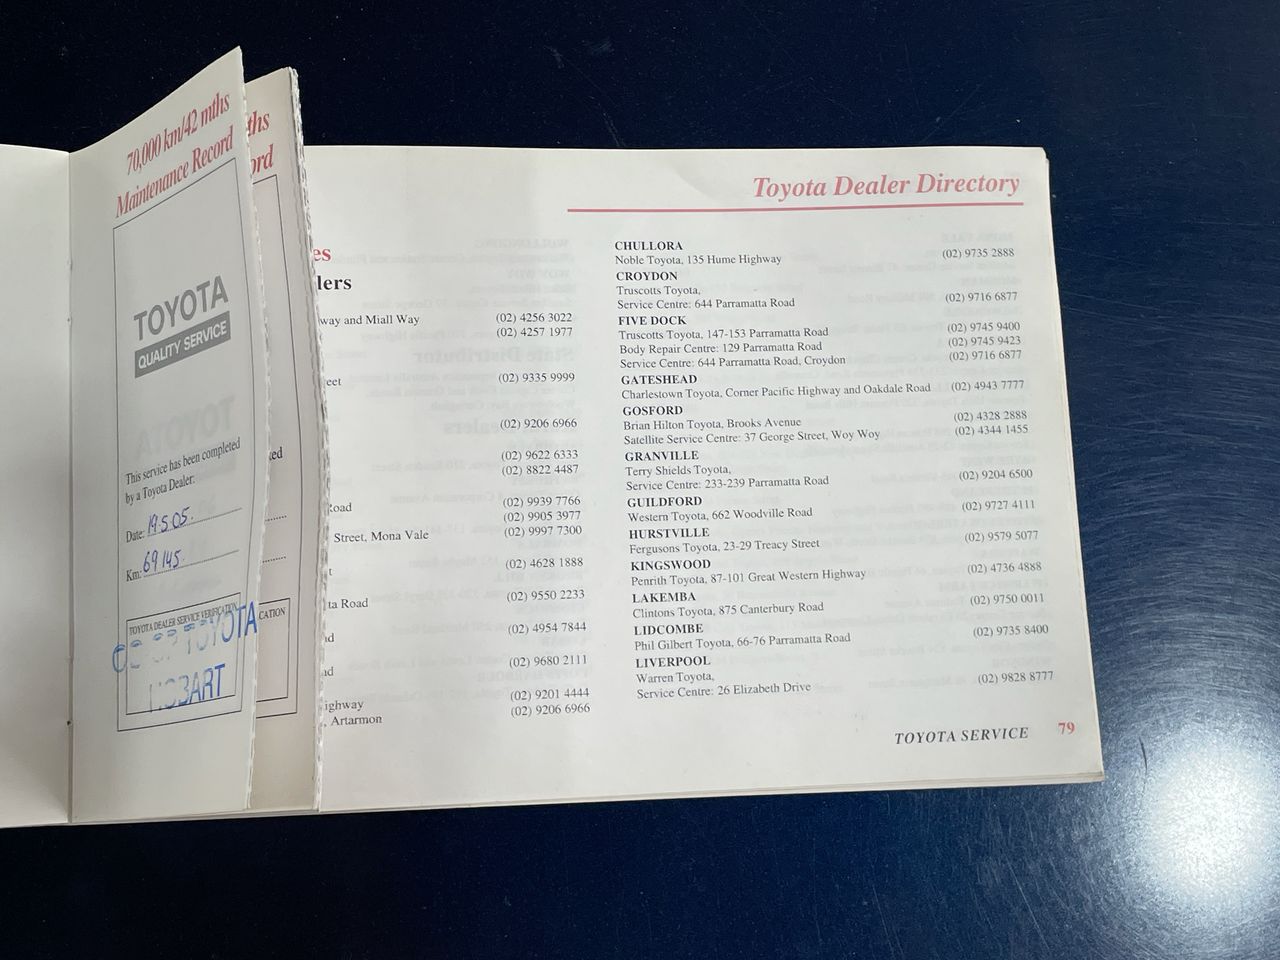 70,000 km/42 mths
Maintenance Record
TOYOTA
QUALITY SERVICE
This service has been completed
by a Toyota Dealer:
Date: 19.5.05.
Km: 69145.
TOYOTA DEALER SERVICE VERIFICATION
TOYOTA
HOBART
ths
ord
ked
CATION
es
lers
way and Miall Way (02) 4256 3022
(02) 4257 1977
eet (02) 9335 9999
(02) 9206 6966
(02) 9622 6333
(02) 8822 4487
Road (02) 9939 7766
(02) 9905 3977
Street, Mona Vale (02) 9997 7300
t (02) 4628 1888
ta Road (02) 9550 2233
ad (02) 4954 7844
ad (02) 9680 2111
ighway (02) 9201 4444
, Artarmon (02) 9206 6966
Toyota Dealer Directory
CHULLORA
Noble Toyota, 135 Hume Highway (02) 9735 2888
CROYDON
Truscotts Toyota,
Service Centre: 644 Parramatta Road (02) 9716 6877
FIVE DOCK
Truscotts Toyota, 147-153 Parramatta Road (02) 9745 9400
Body Repair Centre: 129 Parramatta Road (02) 9745 9423
Service Centre: 644 Parramatta Road, Croydon (02) 9716 6877
GATESHEAD
Charlestown Toyota, Corner Pacific Highway and Oakdale Road (02) 4943 7777
GOSFORD
Brian Hilton Toyota, Brooks Avenue (02) 4328 2888
Satellite Service Centre: 37 George Street, Woy Woy (02) 4344 1455
GRANVILLE
Terry Shields Toyota,
Service Centre: 233-239 Parramatta Road (02) 9204 6500
GUILDFORD
Western Toyota, 662 Woodville Road (02) 9727 4111
HURSTVILLE
Fergusons Toyota, 23-29 Treacy Street (02) 9579 5077
KINGSWOOD
Penrith Toyota, 87-101 Great Western Highway (02) 4736 4888
LAKEMBA
Clintons Toyota, 875 Canterbury Road (02) 9750 0011
LIDCOMBE
Phil Gilbert Toyota, 66-76 Parramatta Road (02) 9735 8400
LIVERPOOL
Warren Toyota,
Service Centre: 26 Elizabeth Drive (02) 9828 8777
TOYOTA SERVICE 79